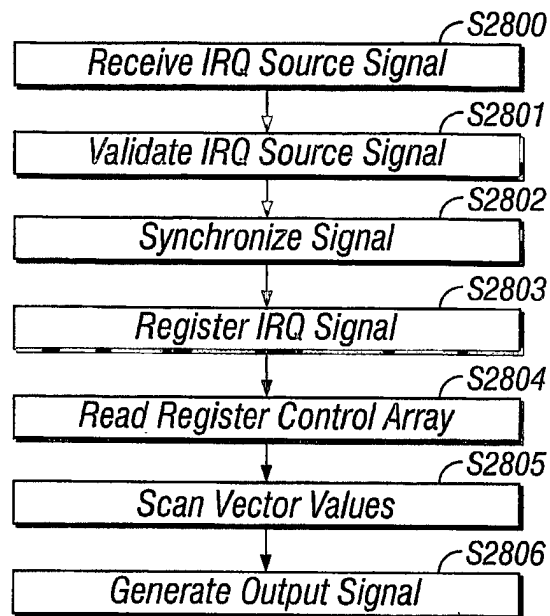 S2800
Receive IRQ Source Signal
S2801
Validate IRQ Source Signal
S2802
Synchronize Signal
S2803
Register IRQ Signal
S2804
Read Register Control Array
S2805
Scan Vector Values
S2806
Generate Output Signal